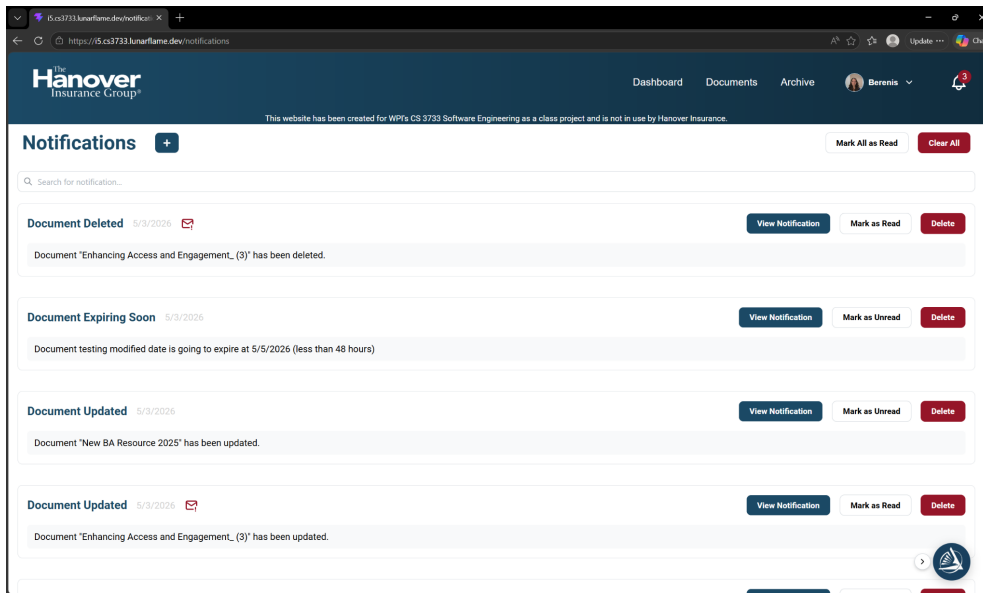 i5.cs3733.lunarflame.dev/notificati
https://i5.cs3733.lunarflame.dev/notifications
Update
The
Hanover
Insurance Group®
Dashboard Documents Archive Berenis 3
This website has been created for WPI's CS 3733 Software Engineering as a class project and is not in use by Hanover Insurance.
Notifications + Mark All as Read Clear All
Search for notification...
Document Deleted 5/3/2026 View Notification Mark as Read Delete
Document "Enhancing Access and Engagement_ (3)" has been deleted.
Document Expiring Soon 5/3/2026 View Notification Mark as Unread Delete
Document testing modified date is going to expire at 5/5/2026 (less than 48 hours)
Document Updated 5/3/2026 View Notification Mark as Unread Delete
Document "New BA Resource 2025" has been updated.
Document Updated 5/3/2026 View Notification Mark as Read Delete
Document "Enhancing Access and Engagement_ (3)" has been updated.